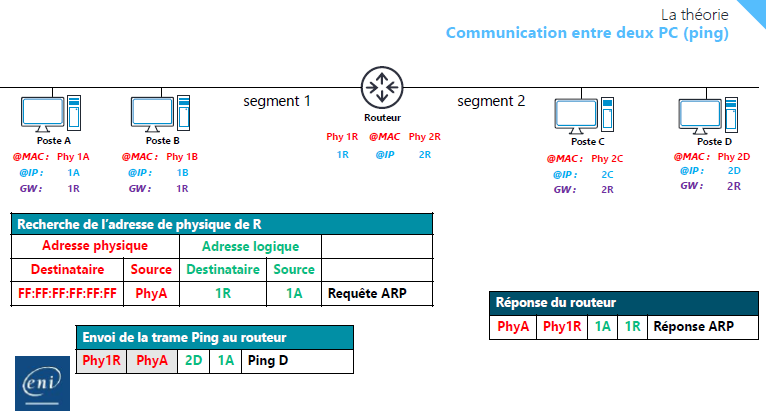 La théorie
Communication entre deux PC (ping)
segment 1
segment 2
Routeur
Poste A
Poste B
Poste C
Poste D
Phy 1R @MAC Phy 2R
1R @IP 2R
@MAC : Phy 1A
@IP : 1A
GW : 1R
@MAC : Phy 1B
@IP : 1B
GW : 1R
@MAC : Phy 2C
@IP : 2C
GW : 2R
@MAC : Phy 2D
@IP : 2D
GW : 2R
Recherche de l’adresse de physique de R
Adresse physique Adresse logique
Destinataire Source Destinataire Source
FF:FF:FF:FF:FF:FF PhyA 1R 1A Requête ARP
Réponse du routeur
PhyA Phy1R 1A 1R Réponse ARP
Envoi de la trame Ping au routeur
Phy1R PhyA 2D 1A Ping D
eni